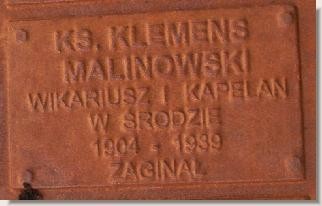 KS. KLEMENS
MALINOWSKI
WIKARIUSZ I KAPELAN
W ŚRODZIE
1904 - 1939
ZAGINĄŁ